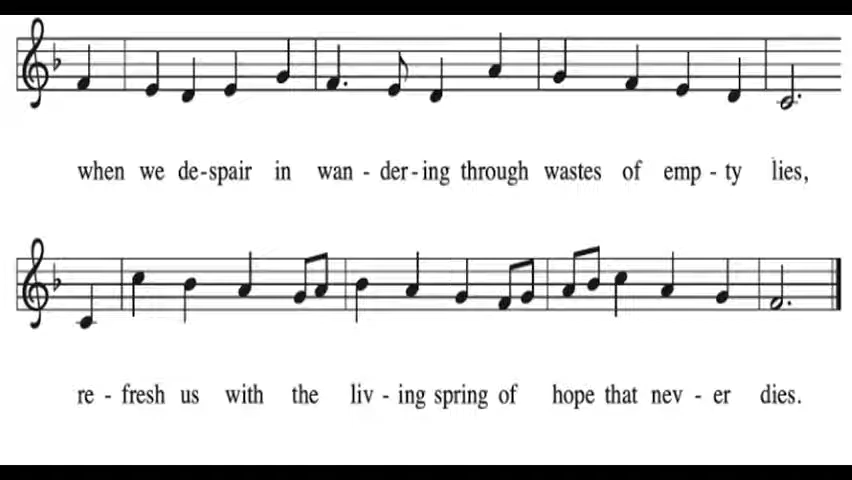 when we de-spair in wan - der - ing through wastes of emp - ty lies,
re - fresh us with the liv - ing spring of hope that nev - er dies.